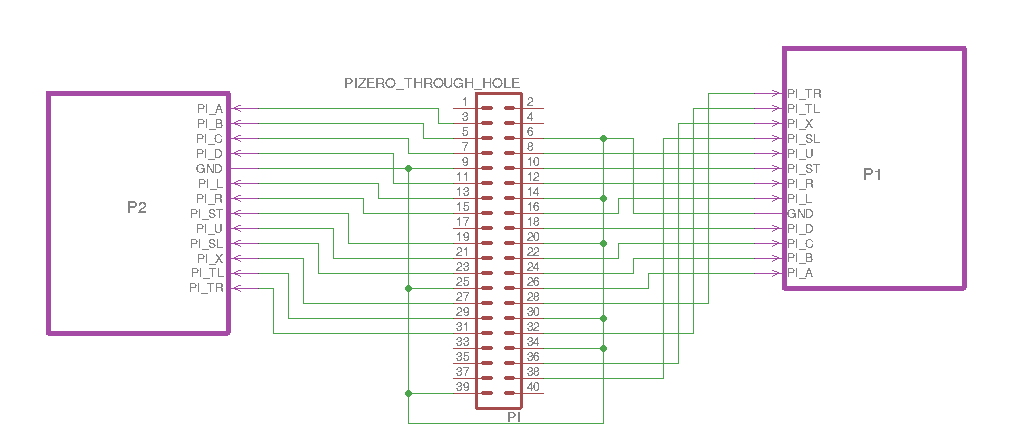 PIZERO_THROUGH_HOLE
1 2
3 4
5 6
7 8
9 10
11 12
13 14
15 16
17 18
19 20
21 22
23 24
25 26
27 28
29 30
31 32
33 34
35 36
37 38
39 40
PI
P2
PI_A
PI_B
PI_C
PI_D
GND
PI_L
PI_R
PI_ST
PI_U
PI_SL
PI_X
PI_TL
PI_TR
P1
PI_TR
PI_TL
PI_X
PI_SL
PI_U
PI_ST
PI_R
PI_L
GND
PI_D
PI_C
PI_B
PI_A